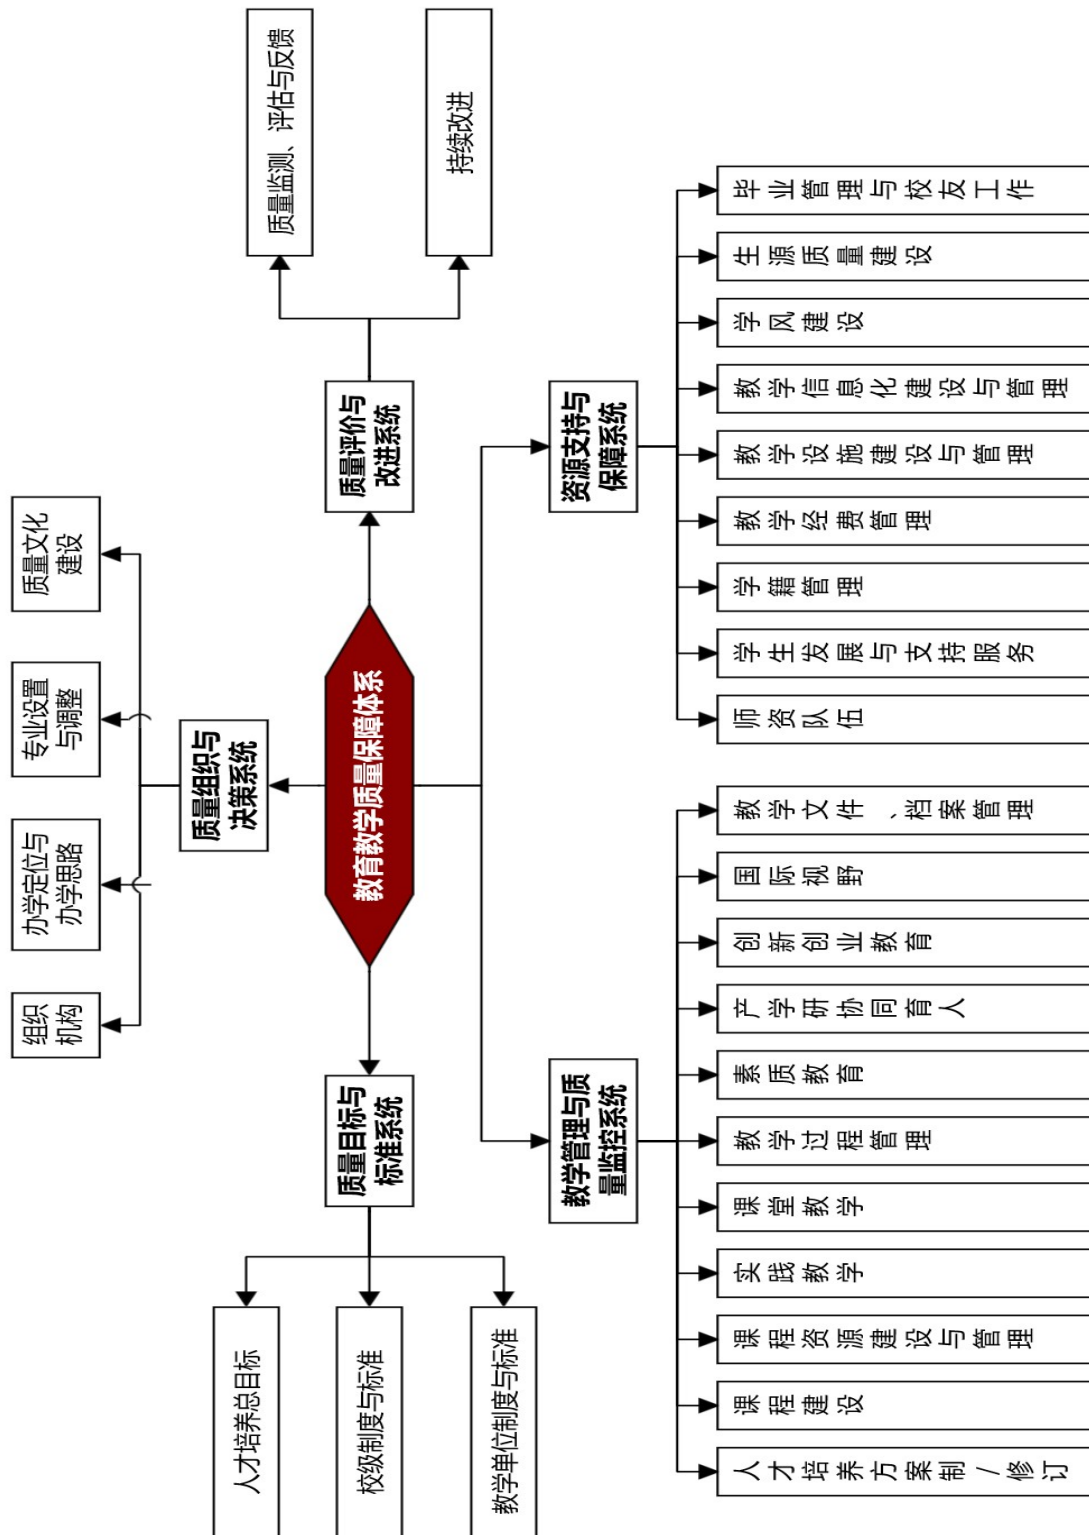 组织
机构
办学定位与
办学思路
专业设置
与调整
质量文化
建设
质量组织与
决策系统
人才培养总目标
校级制度与标准
教学单位制度与标准
质量目标与
标准系统
教育教学质量保障体系
质量评价与
改进系统
质量监测、评估与反馈
持续改进
教学管理与质
量监控系统
资源支持与
保障系统
人才培养方案制/修订
课程建设
课程资源建设与管理
实践教学
课堂教学
教学过程管理
素质教育
产学研协同育人
创新创业教育
国际视野
教学文件、档案管理
师资队伍
学生发展与支持服务
学籍管理
教学经费管理
教学设施建设与管理
教学信息化建设与管理
学风建设
生源质量建设
毕业管理与校友工作